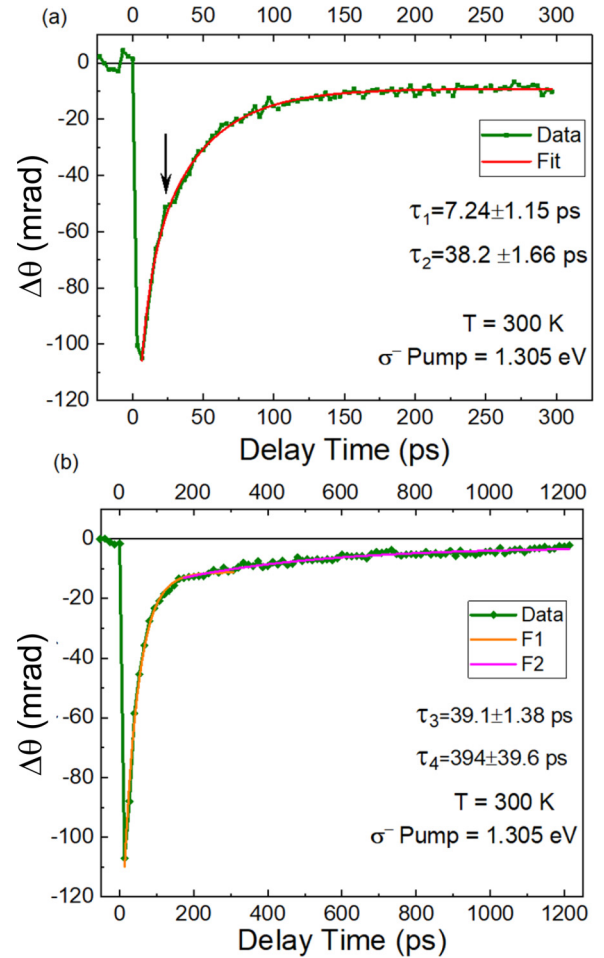 (a)
0 50 100 150 200 250 300
0
-20
-40
-60
-80
-100
-120
Δθ (mrad)
Data
Fit
τ₁=7.24±1.15 ps
τ₂=38.2 ±1.66 ps
T = 300 K
σ⁻ Pump = 1.305 eV
0 50 100 150 200 250 300
Delay Time (ps)
(b)
0 200 400 600 800 1000 1200
0
-20
-40
-60
-80
-100
-120
Δθ (mrad)
Data
F1
F2
τ₃=39.1±1.38 ps
τ₄=394±39.6 ps
T = 300 K
σ⁻ Pump = 1.305 eV
0 200 400 600 800 1000 1200
Delay Time (ps)